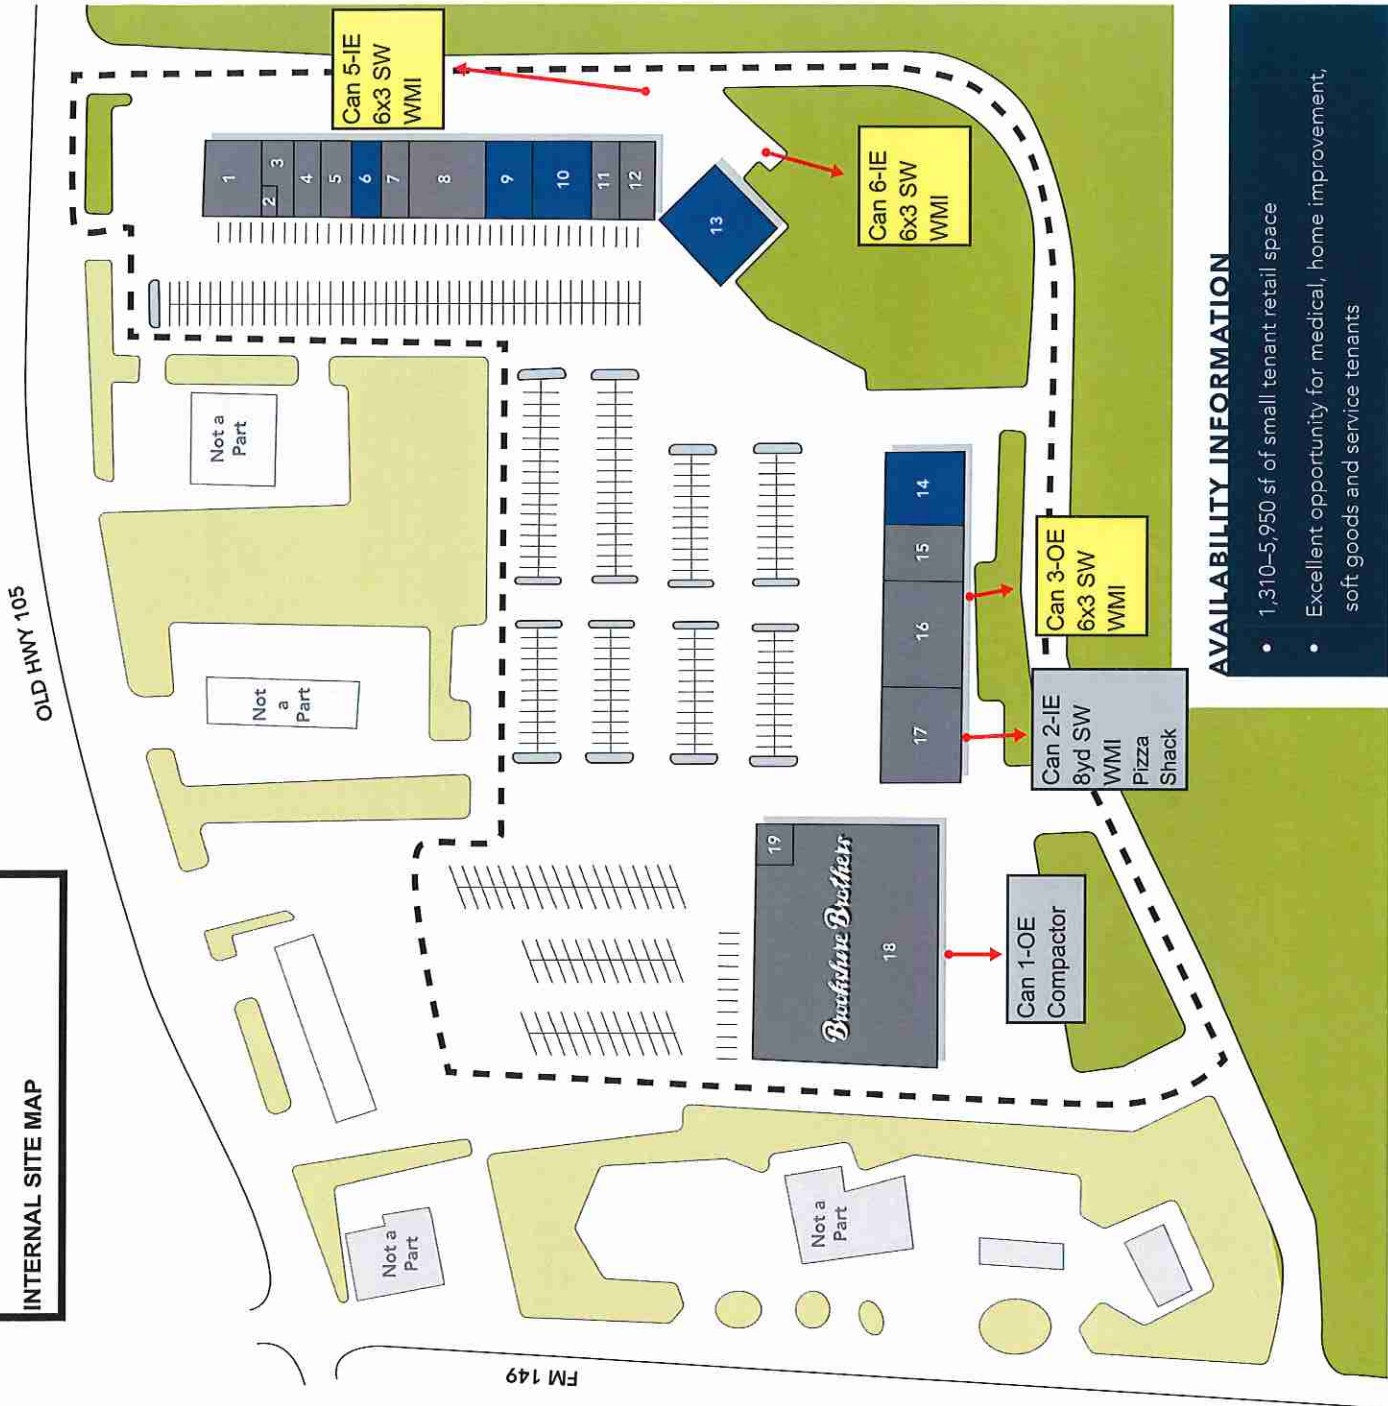 INTERNAL SITE MAP
OLD HWY 105
FM 149
Not a
Part
Not
a
Part
Not a
Part
Not a
Part
1
2
3
4
5
6
7
8
9
10
11
12
13
14
15
16
17
18
19
Brookshire Brothers
Can 5-IE
6x3 SW
WMI
Can 6-IE
6x3 SW
WMI
Can 3-OE
6x3 SW
WMI
Can 2-IE
8yd SW
WMI
Pizza
Shack
Can 1-OE
Compactor
AVAILABILITY INFORMATION
• 1,310–5,950 sf of small tenant retail space
• Excellent opportunity for medical, home improvement,
soft goods and service tenants